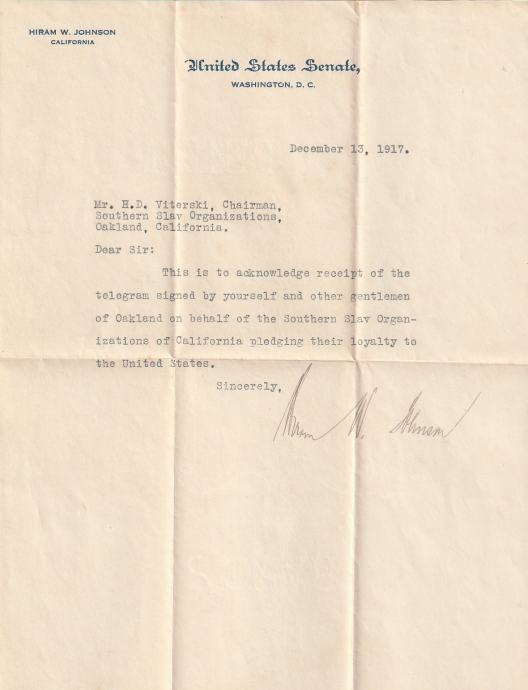 HIRAM W. JOHNSON
CALIFORNIA
United States Senate,
WASHINGTON, D. C.
December 13, 1917.
Mr. H.D. Viterski, Chairman,
Southern Slav Organizations,
Oakland, California.
Dear Sir:
This is to acknowledge receipt of the
telegram signed by yourself and other gentlemen
of Oakland on behalf of the Southern Slav Organ-
izations of California pledging their loyalty to
the United States.
Sincerely,
Hiram W. Johnson